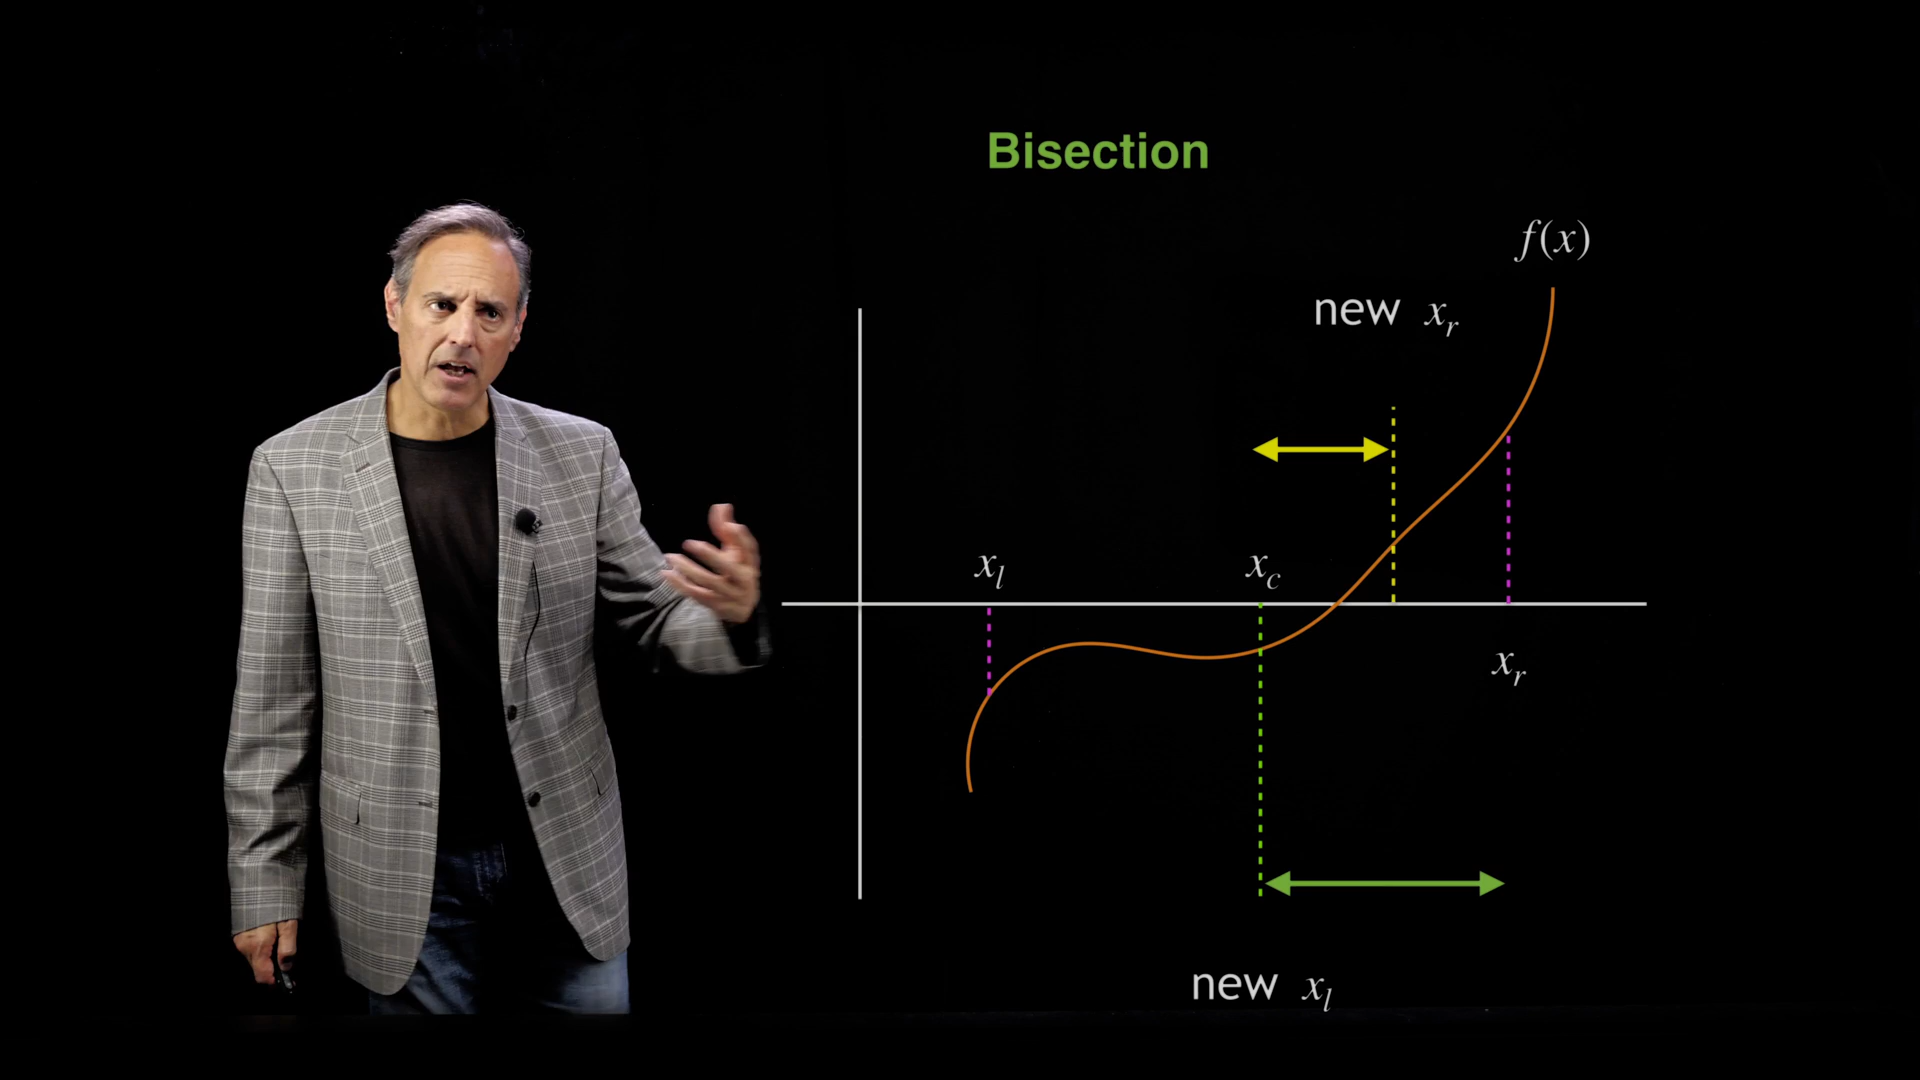 Bisection
f(x)
new x_r
x_l
x_c
x_r
new x_l